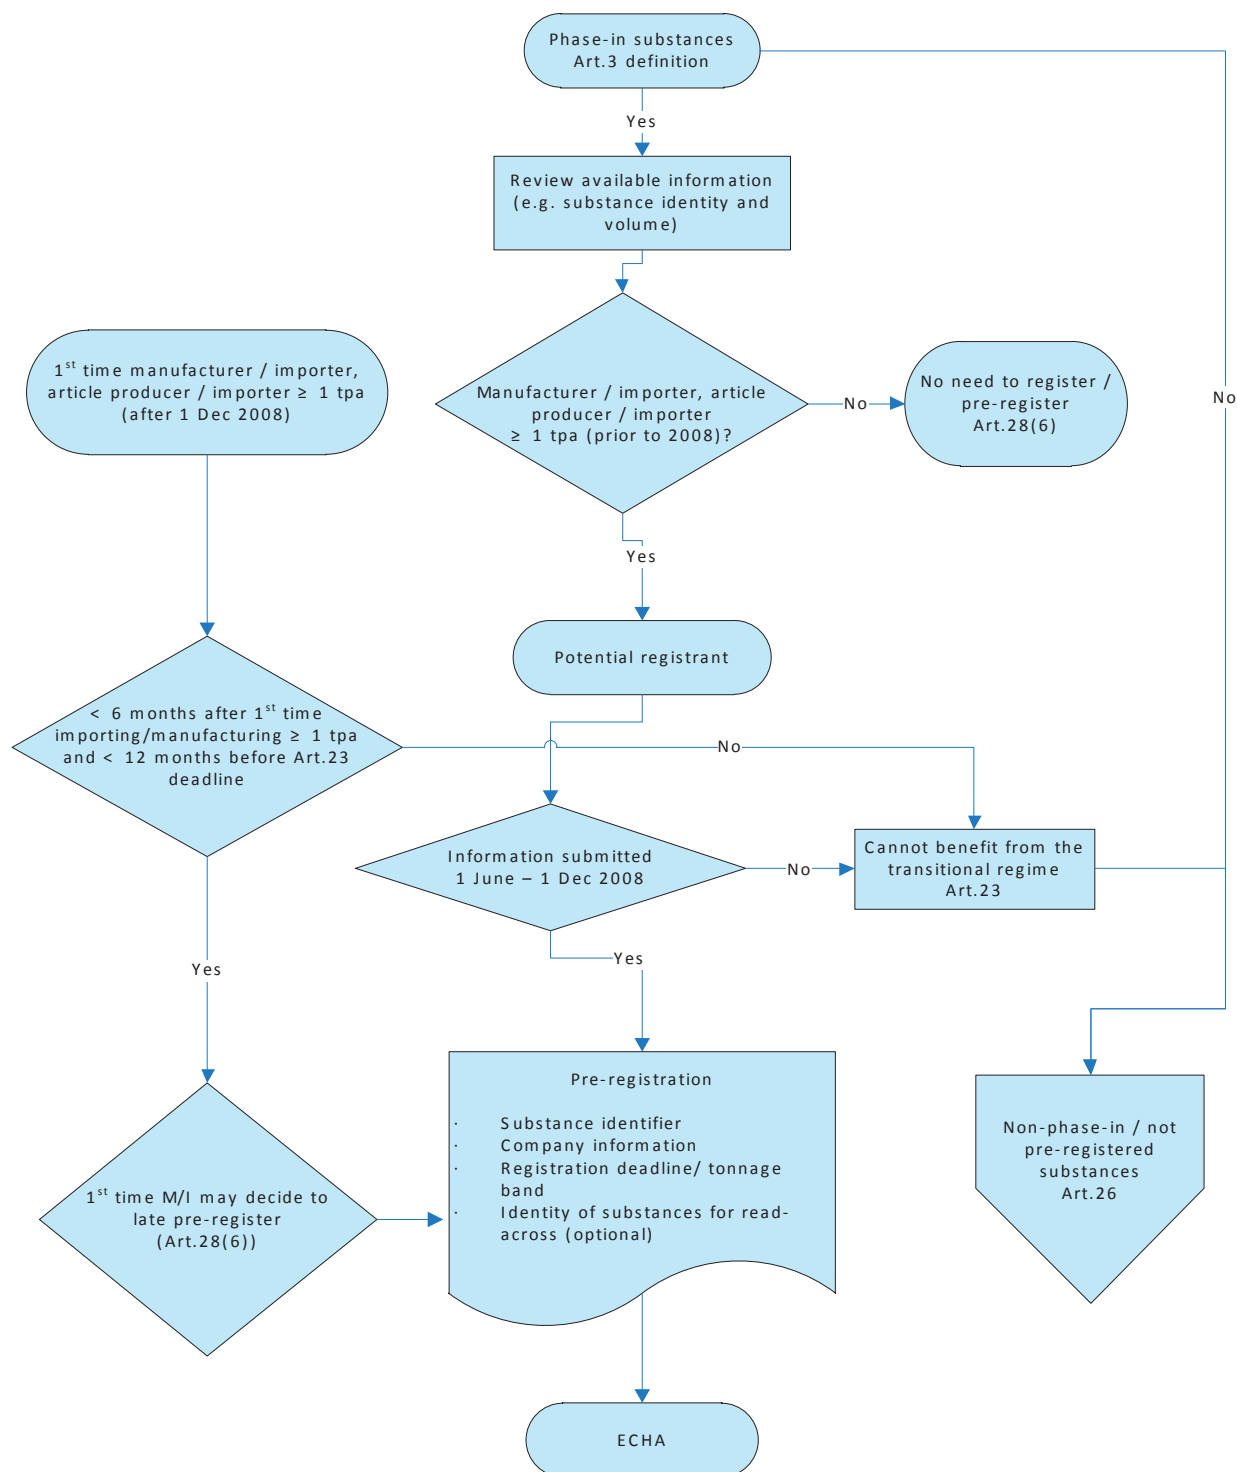 Phase-in substances
Art.3 definition
Yes
Review available information
(e.g. substance identity and
volume)
1st time manufacturer / importer,
article producer / importer ≥ 1 tpa
(after 1 Dec 2008)
Manufacturer / importer, article
producer / importer
≥ 1 tpa (prior to 2008)?
No
No need to register /
pre-register
Art.28(6)
No
Yes
Potential registrant
< 6 months after 1st time
importing/manufacturing ≥ 1 tpa
and < 12 months before Art.23
deadline
No
Information submitted
1 June – 1 Dec 2008
No
Cannot benefit from the
transitional regime
Art.23
Yes
Yes
Pre-registration
· Substance identifier
· Company information
· Registration deadline/ tonnage
band
· Identity of substances for read-
across (optional)
1st time M/I may decide to
late pre-register
(Art.28(6))
Non-phase-in / not
pre-registered
substances
Art.26
ECHA